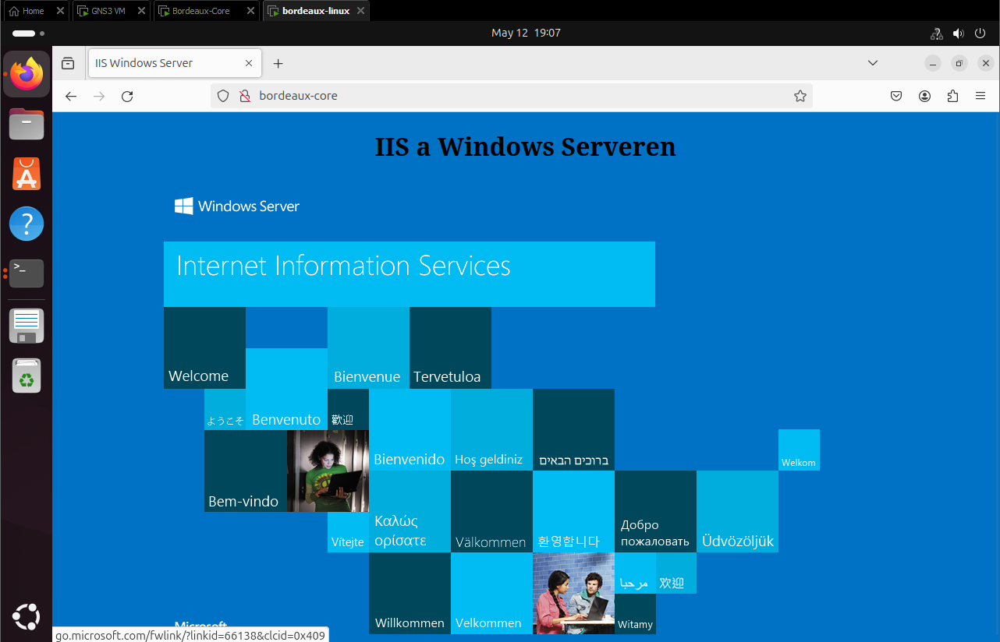 Home
GNS3 VM
Bordeaux-Core
bordeaux-linux
May 12 19:07
IIS Windows Server
bordeaux-core
IIS a Windows Serveren
Windows Server
Internet Information Services
Welcome
Bienvenue
Tervetuloa
ようこそ
Benvenuto
歡迎
Bienvenido
Hoş geldiniz
ברוכים הבאים
Welkom
Bem-vindo
Καλώς
ορίσατε
Vítejte
Välkommen
환영합니다
Добро
пожаловать
Üdvözöljük
مرحبا
欢迎
Willkommen
Velkommen
Witamy
Microsoft
go.microsoft.com/fwlink/?linkid=66138&clcid=0x409